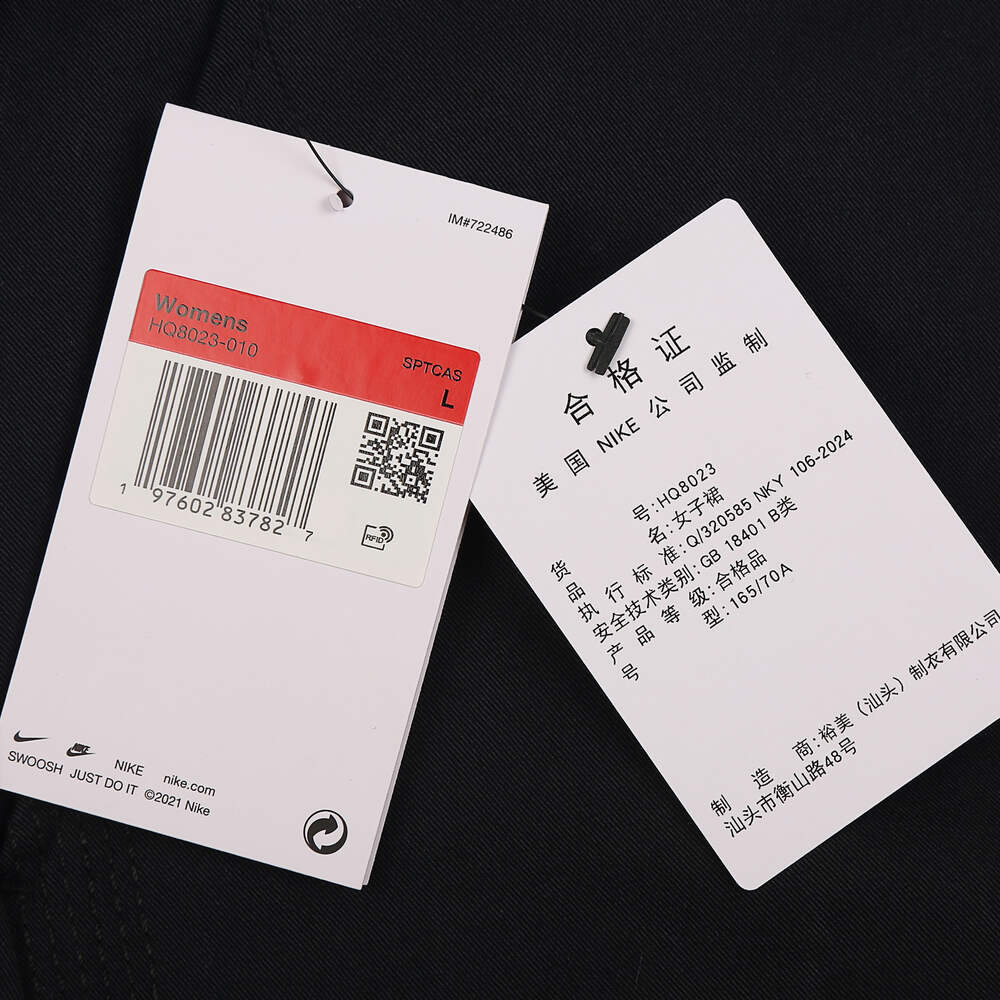 IM#722486
Womens
HQ8023-010
SPTCAS
L
1 97602 83782 7
RFID
NIKE
SWOOSH JUST DO IT NIKE nike.com
©2021 Nike
合格证
美国NIKE公司监制
货号:HQ8023
品名:女子裙
执行标准:Q/320585 NKY 106-2024
安全技术类别:GB 18401 B类
产品等级:合格品
号型:165/70A
制造商:裕美（汕头）制衣有限公司
汕头市衡山路48号